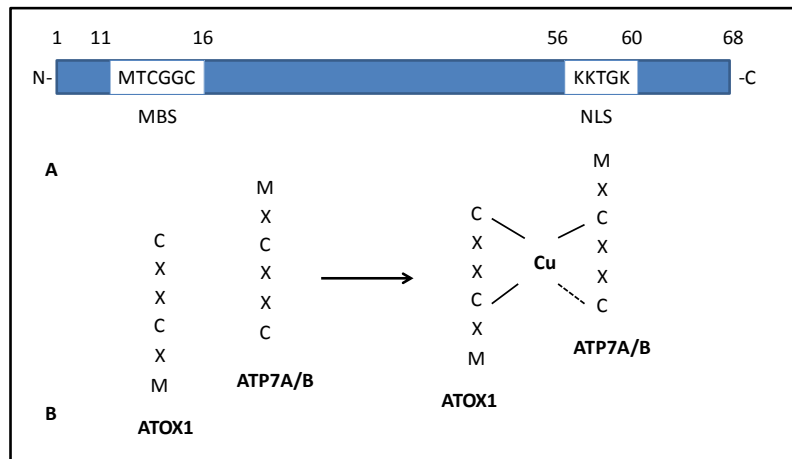 1 11 16 56 60 68
N- MTCGGC KKTGK -C
MBS NLS
A
C
X
X
C
X
M
ATOX1
M
X
C
X
X
C
ATP7A/B
C
X
X
C
X
M
ATOX1
Cu
M
X
C
X
X
C
ATP7A/B
B